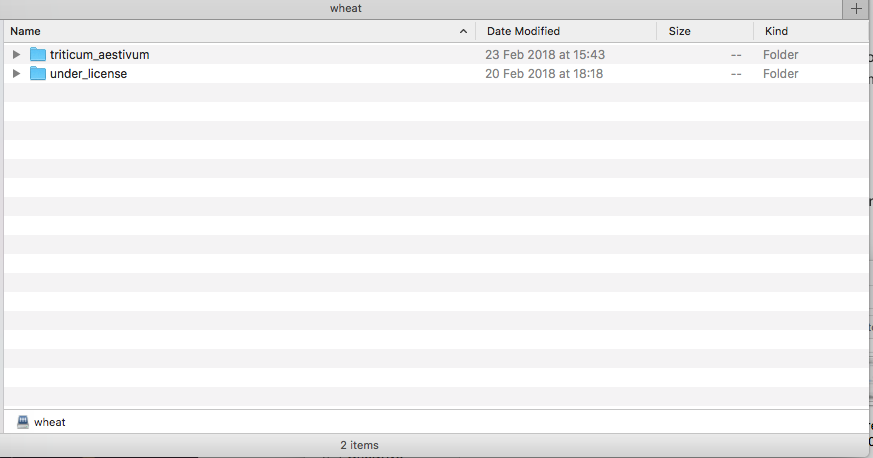 wheat
Name Date Modified Size Kind
triticum_aestivum 23 Feb 2018 at 15:43 -- Folder
under_license 20 Feb 2018 at 18:18 -- Folder
wheat
2 items